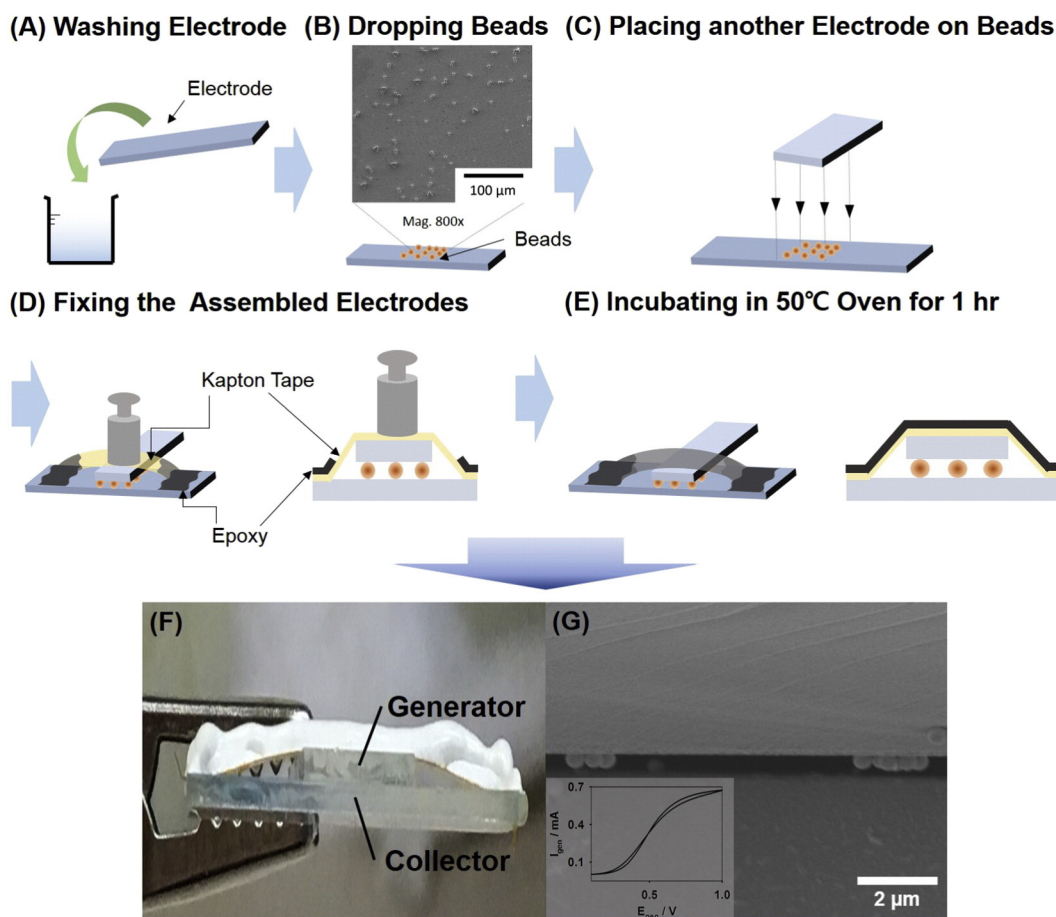 (A) Washing Electrode
(B) Dropping Beads
(C) Placing another Electrode on Beads
Electrode
100 μm
Mag. 800x
Beads
(D) Fixing the Assembled Electrodes
(E) Incubating in 50℃ Oven for 1 hr
Kapton Tape
Epoxy
(F)
Generator
Collector
(G)
0.7
0.4
0.1
I gen / mA
0.5
1.0
2 μm